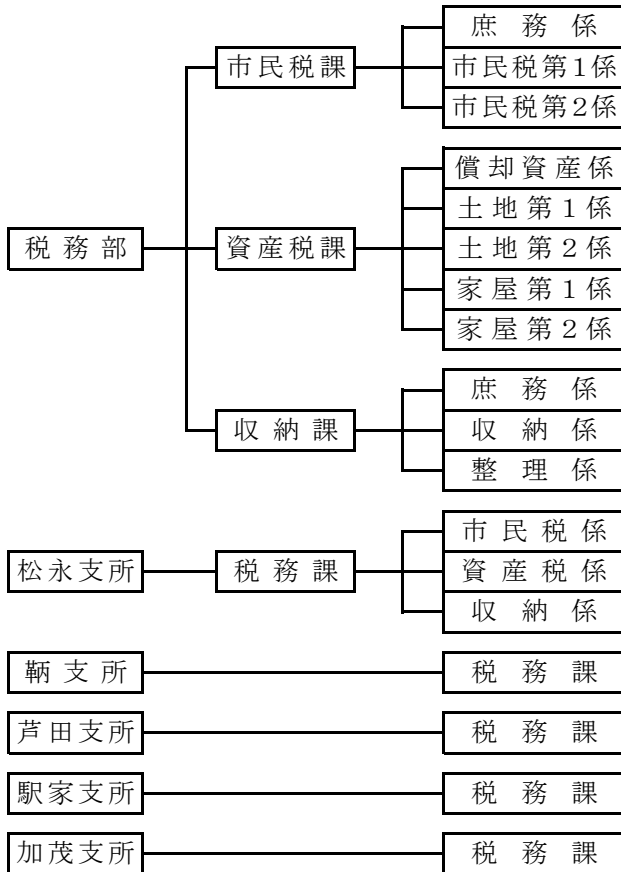 庶務係
市民税課
市民税第1係
市民税第2係
償却資産係
土地第1係
税務部
資産税課
土地第2係
家屋第1係
家屋第2係
庶務係
収納課
収納係
整理係
市民税係
松永支所
税務課
資産税係
収納係
鞆支所
税務課
芦田支所
税務課
駅家支所
税務課
加茂支所
税務課